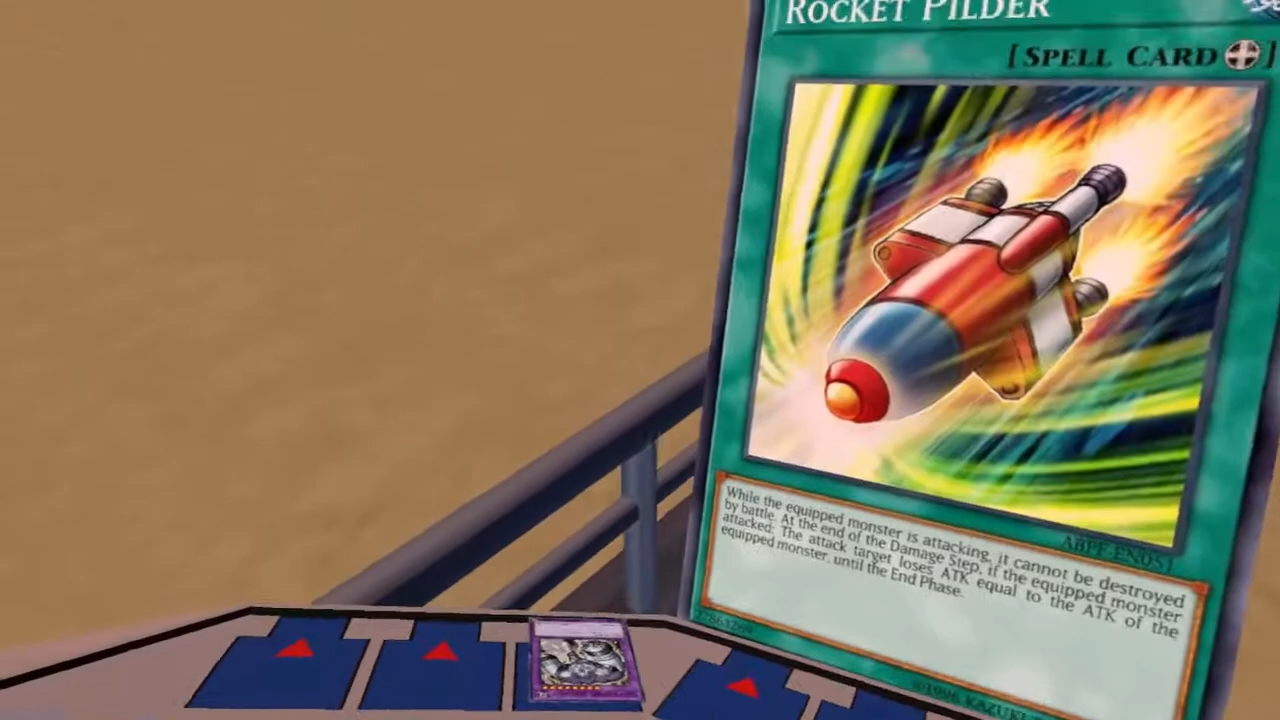 ROCKET PILDER
[SPELL CARD]
ABPF-EN051
While the equipped monster is attacking, it cannot be destroyed
by battle. At the end of the Damage Step, if the equipped monster
attacked: The attack target loses ATK equal to the ATK of the
equipped monster, until the End Phase.
©1996 KAZUKI